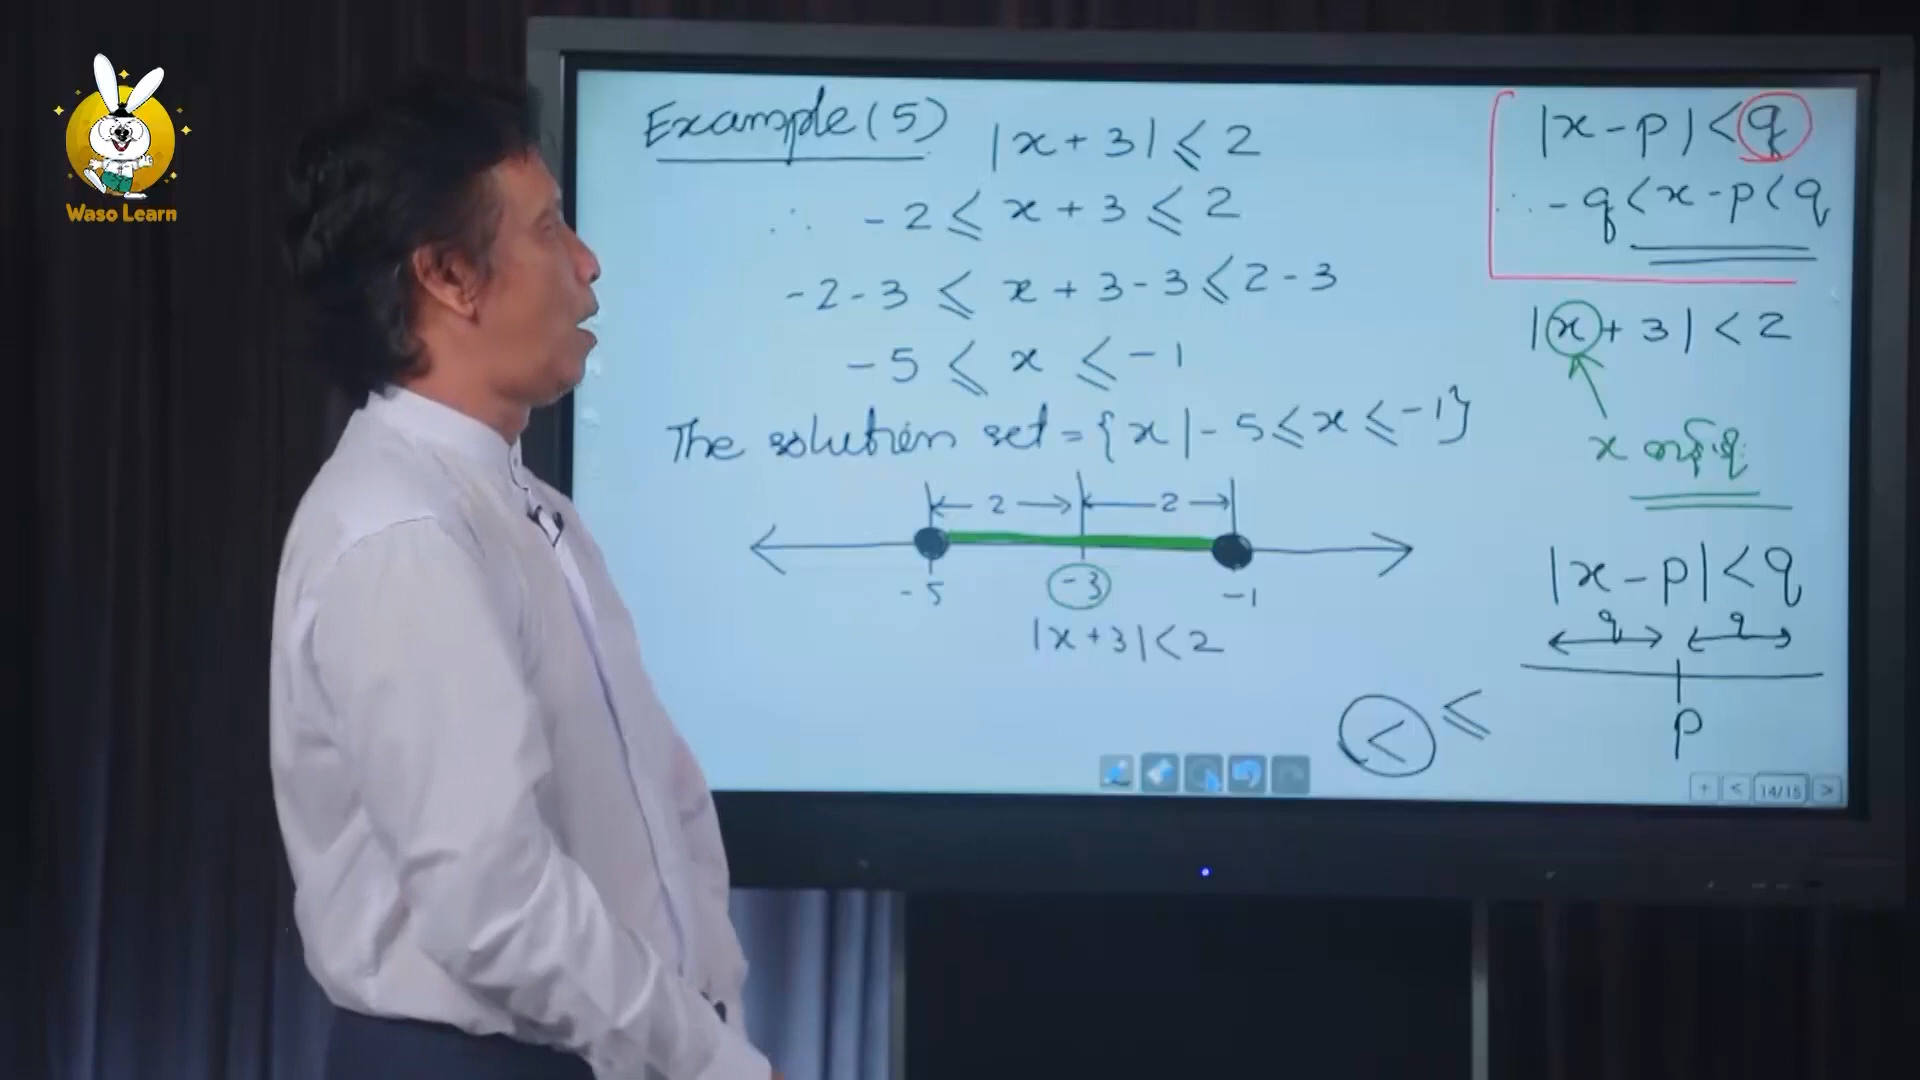 Waso Learn
Example (5) |x + 3| ⩽ 2
∴ -2 ⩽ x + 3 ⩽ 2
-2-3 ⩽ x + 3-3 ⩽ 2-3
-5 ⩽ x ⩽ -1
The solution set = {x | -5 ⩽ x ⩽ -1}
2 2
-5 -3 -1
|x+3| < 2
< ⩽
|x-p| < q
∴ -q < x-p < q
|x + 3| < 2
x
|x - p| < q
q q
p
+ < 14/15 >